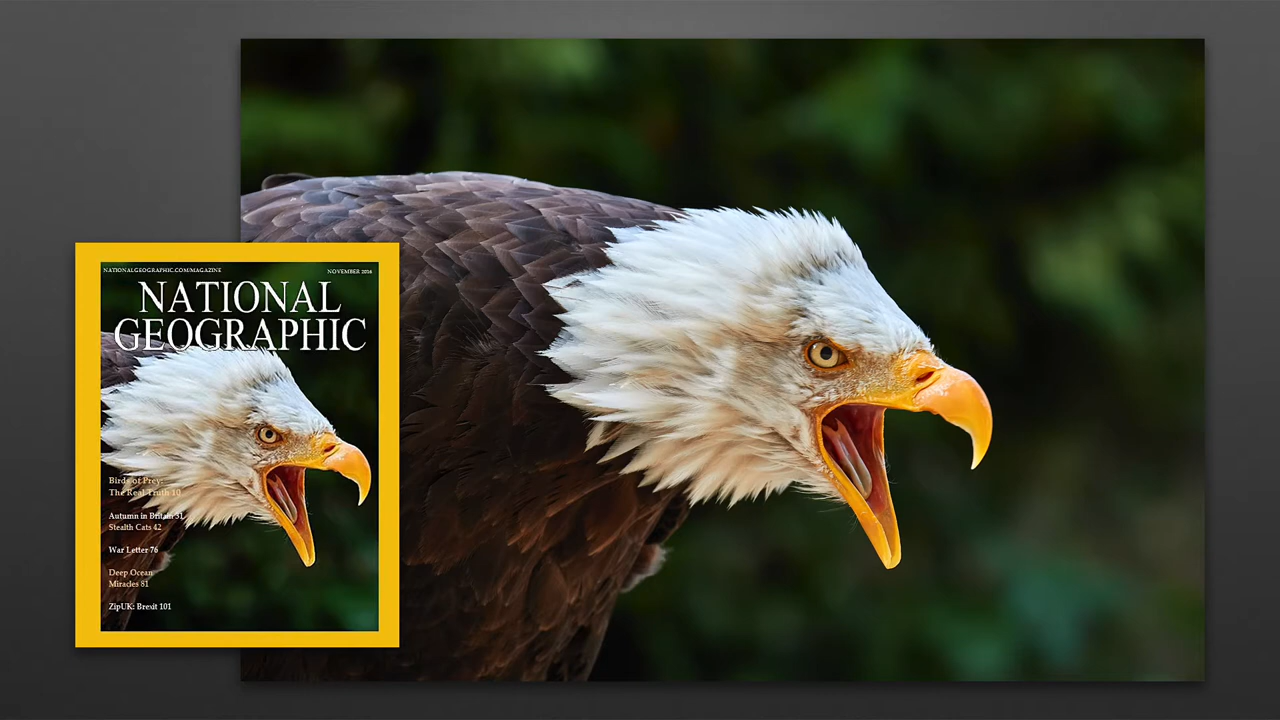 NATIONALGEOGRAPHIC.COM/MAGAZINE NOVEMBER 2016
NATIONAL
GEOGRAPHIC
Birds of Prey:
The Real Truth 10
Autumn in Britain 31
Stealth Cats 42
War Letter 76
Deep Ocean
Miracles 81
ZipUK: Brexit 101